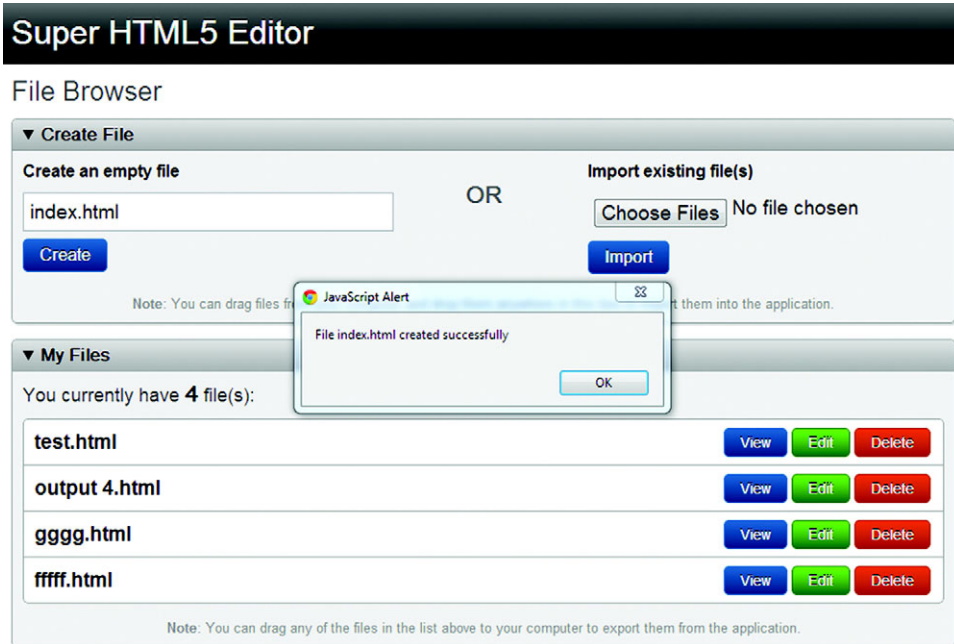 Super HTML5 Editor
File Browser
▼ Create File
Create an empty file
index.html
Create
OR
Import existing file(s)
Choose Files No file chosen
Import
Note: You can drag files them into the application.
JavaScript Alert
File index.html created successfully
OK
▼ My Files
You currently have 4 file(s):
test.html View Edit Delete
output 4.html View Edit Delete
gggg.html View Edit Delete
fffff.html View Edit Delete
Note: You can drag any of the files in the list above to your computer to export them from the application.